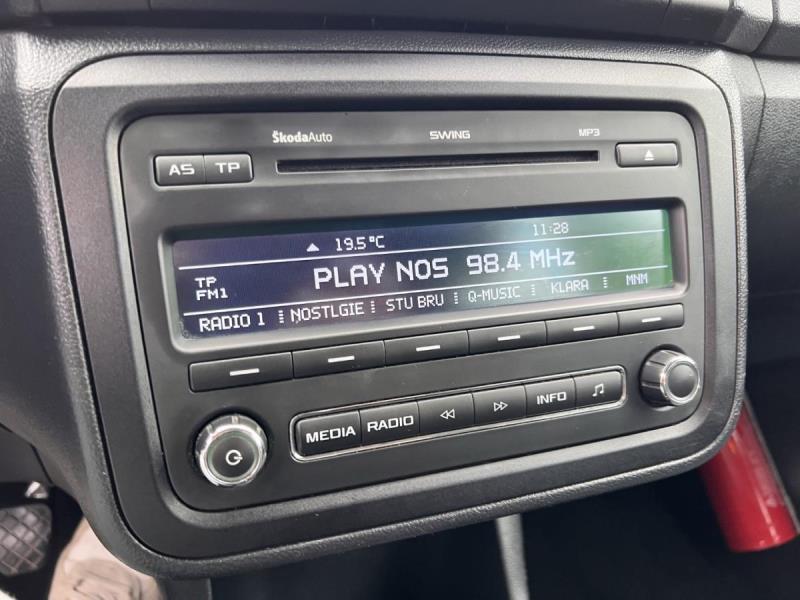 ŠkodaAuto SWING MP3
AS TP
19.5°C 11:28
TP
FM1
PLAY NOS 98.4 MHz
RADIO 1 NOSTLGIE STU BRU Q-MUSIC KLARA MNM
MEDIA RADIO INFO